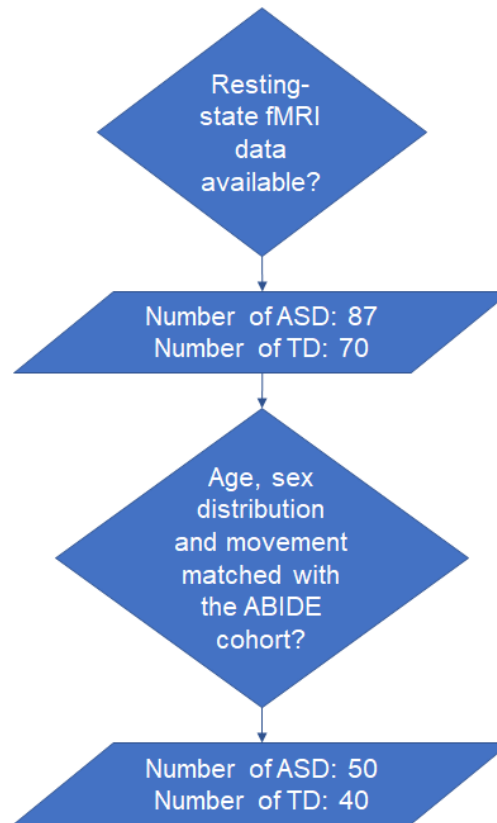 Resting-
state fMRI
data
available?
Number of ASD: 87
Number of TD: 70
Age, sex
distribution
and movement
matched with
the ABIDE
cohort?
Number of ASD: 50
Number of TD: 40